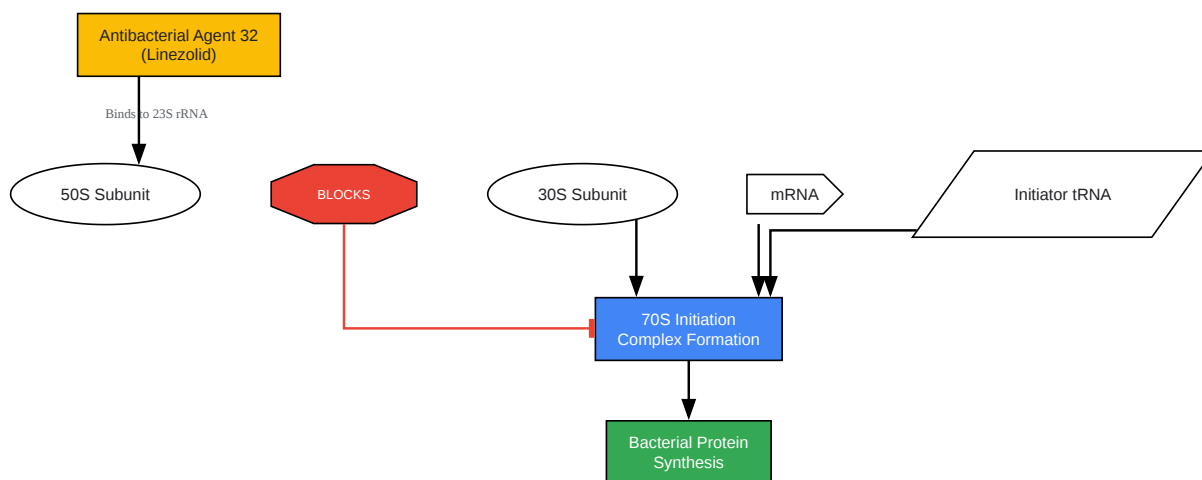 Antibacterial Agent 32
(Linezolid)
Binds to 23S rRNA
50S Subunit
BLOCKS
30S Subunit
mRNA
Initiator tRNA
70S Initiation
Complex Formation
Bacterial Protein
Synthesis